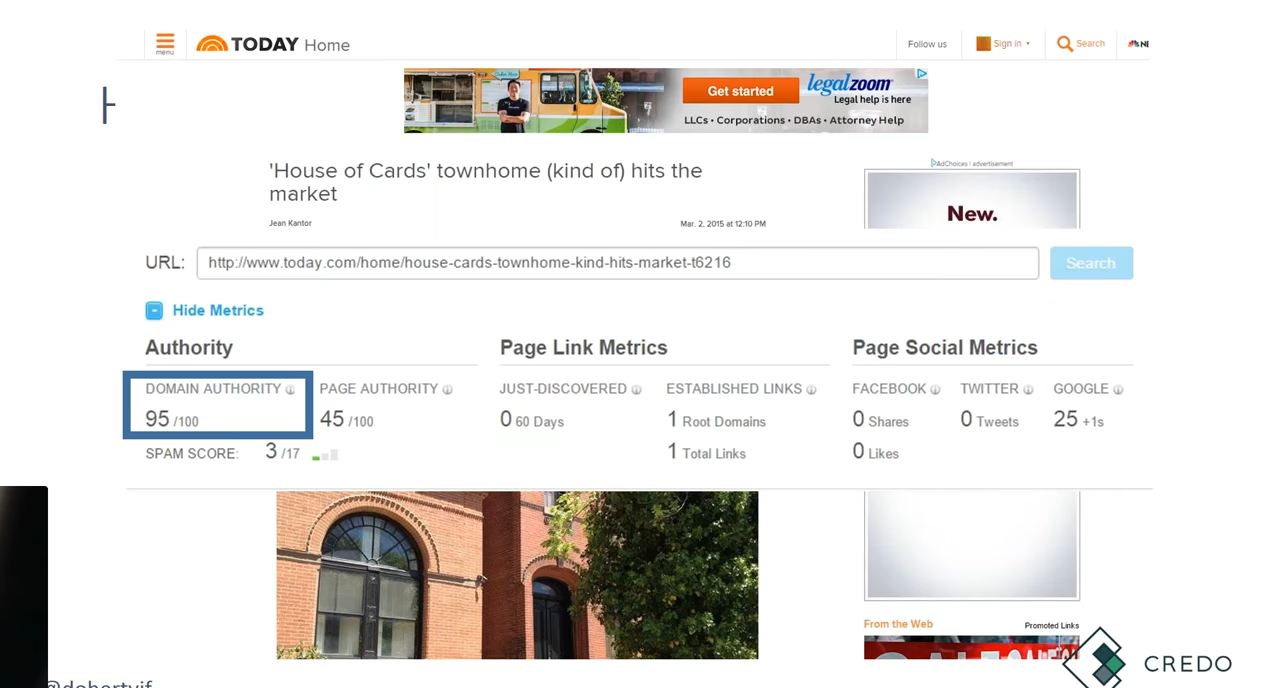 menu
TODAY Home
Follow us
Sign in
Search
Get started
legalzoom
Legal help is here
LLCs • Corporations • DBAs • Attorney Help
'House of Cards' townhome (kind of) hits the
market
Jean Kantor
Mar. 2, 2015 at 12:10 PM
AdChoices | advertisement
New.
URL: http://www.today.com/home/house-cards-townhome-kind-hits-market-t6216 Search
- Hide Metrics
Authority
Page Link Metrics
Page Social Metrics
DOMAIN AUTHORITY PAGE AUTHORITY JUST-DISCOVERED ESTABLISHED LINKS FACEBOOK TWITTER GOOGLE
95 /100 45 /100 0 60 Days 1 Root Domains 0 Shares 0 Tweets 25 +1s
SPAM SCORE: 3 /17 1 Total Links 0 Likes
From the Web
Promoted Links
CREDO